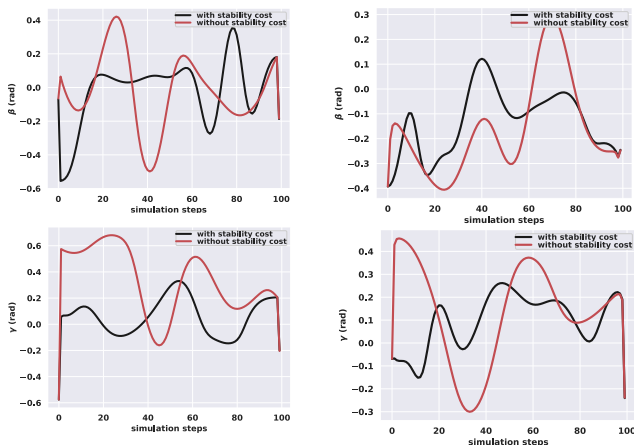 with stability cost
without stability cost
0.4
0.2
0.0
−0.2
−0.4
−0.6
β (rad)
0 20 40 60 80 100
simulation steps
with stability cost
without stability cost
0.3
0.2
0.1
0.0
−0.1
−0.2
−0.3
−0.4
β (rad)
0 20 40 60 80 100
simulation steps
with stability cost
without stability cost
0.6
0.4
0.2
0.0
−0.2
−0.4
−0.6
γ (rad)
0 20 40 60 80 100
simulation steps
with stability cost
without stability cost
0.4
0.3
0.2
0.1
0.0
−0.1
−0.2
−0.3
γ (rad)
0 20 40 60 80 100
simulation steps